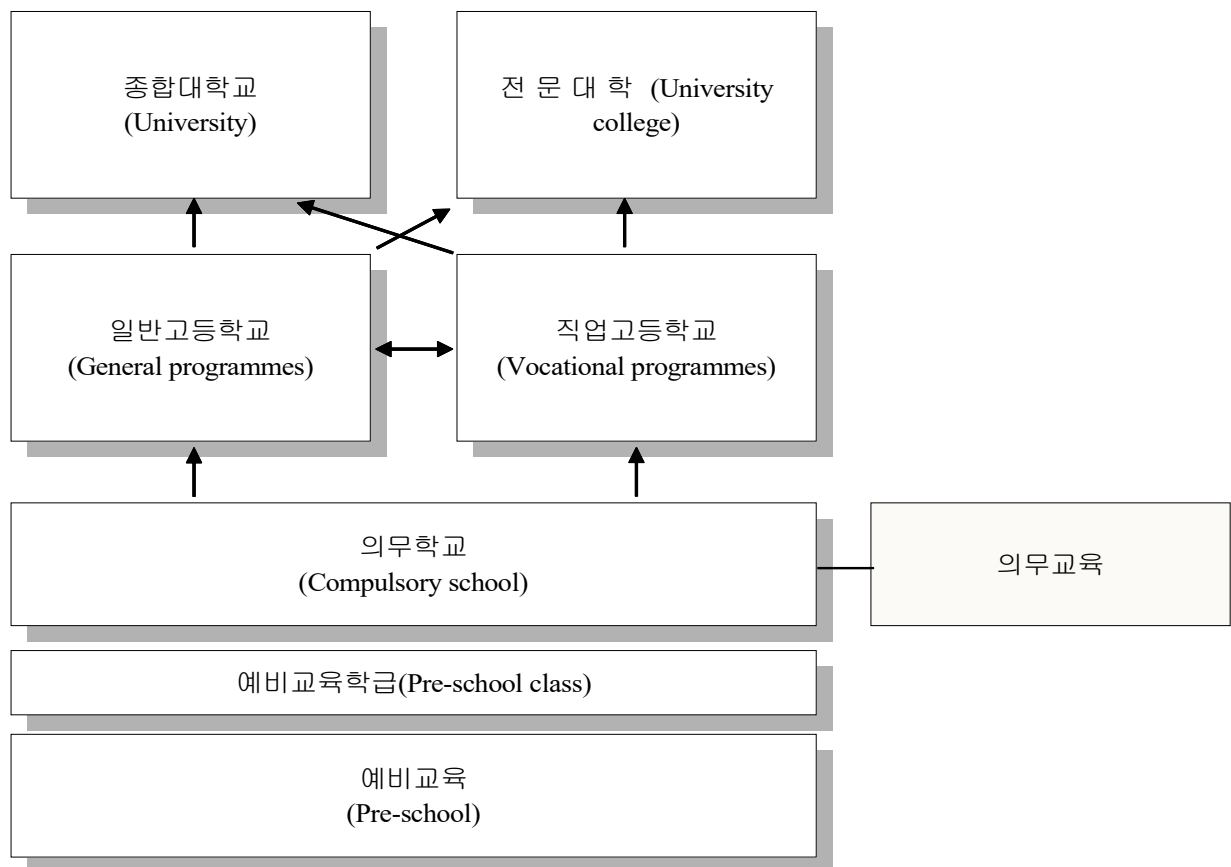 종합대학교
(University)
전 문 대 학 (University
college)
일반고등학교
(General programmes)
직업고등학교
(Vocational programmes)
의무학교
(Compulsory school)
의무교육
예비교육학급(Pre-school class)
예비교육
(Pre-school)